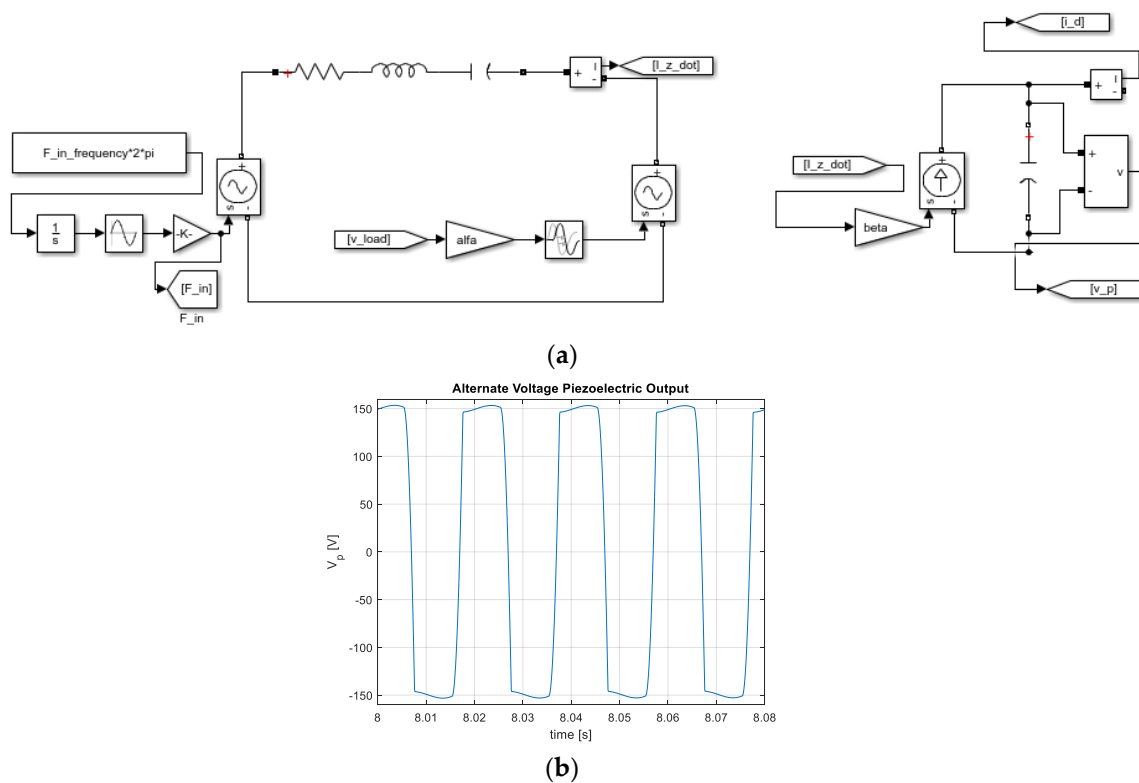 [i_d]
I
+
-
[I_z_dot]
I
+
-
F_in_frequency*2*pi
+
s
-
1
s
-K-
[F_in]
F_in
[v_load]
alfa
+
s
-
[I_z_dot]
beta
+
s
-
+
-
v
[v_p]
(a)
Alternate Voltage Piezoelectric Output
150
100
50
0
-50
-100
-150
V_p [V]
8
8.01
8.02
8.03
8.04
8.05
8.06
8.07
8.08
time [s]
(b)